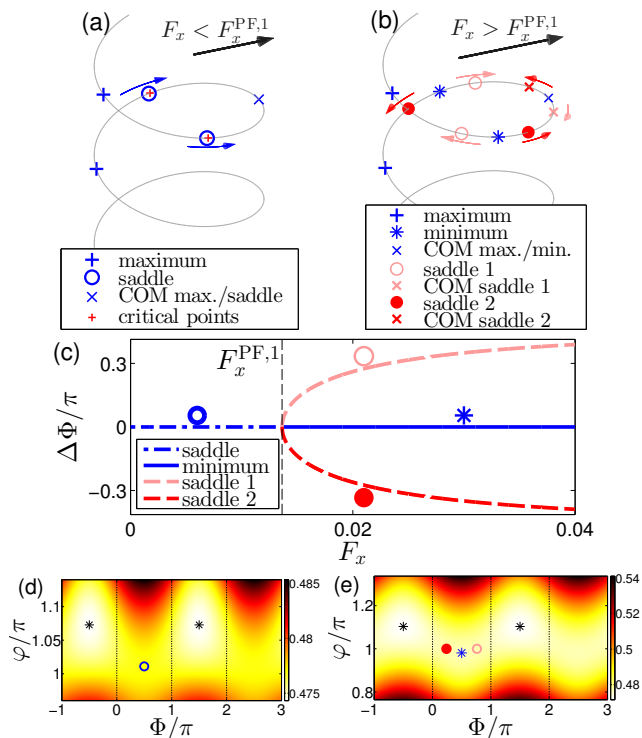 (a)
F_x < F_x^{PF,1}
maximum
saddle
COM max./saddle
critical points
(b)
F_x > F_x^{PF,1}
maximum
minimum
COM max./min.
saddle 1
COM saddle 1
saddle 2
COM saddle 2
(c)
F_x^{PF,1}
0.3
0
−0.3
ΔΦ/π
saddle
minimum
saddle 1
saddle 2
0
0.02
0.04
F_x
(d)
1.1
1.05
1
φ/π
-1 0 1 2 3
Φ/π
0.485
0.48
0.475
(e)
1.2
1
0.8
φ/π
-1 0 1 2 3
Φ/π
0.54
0.52
0.5
0.48